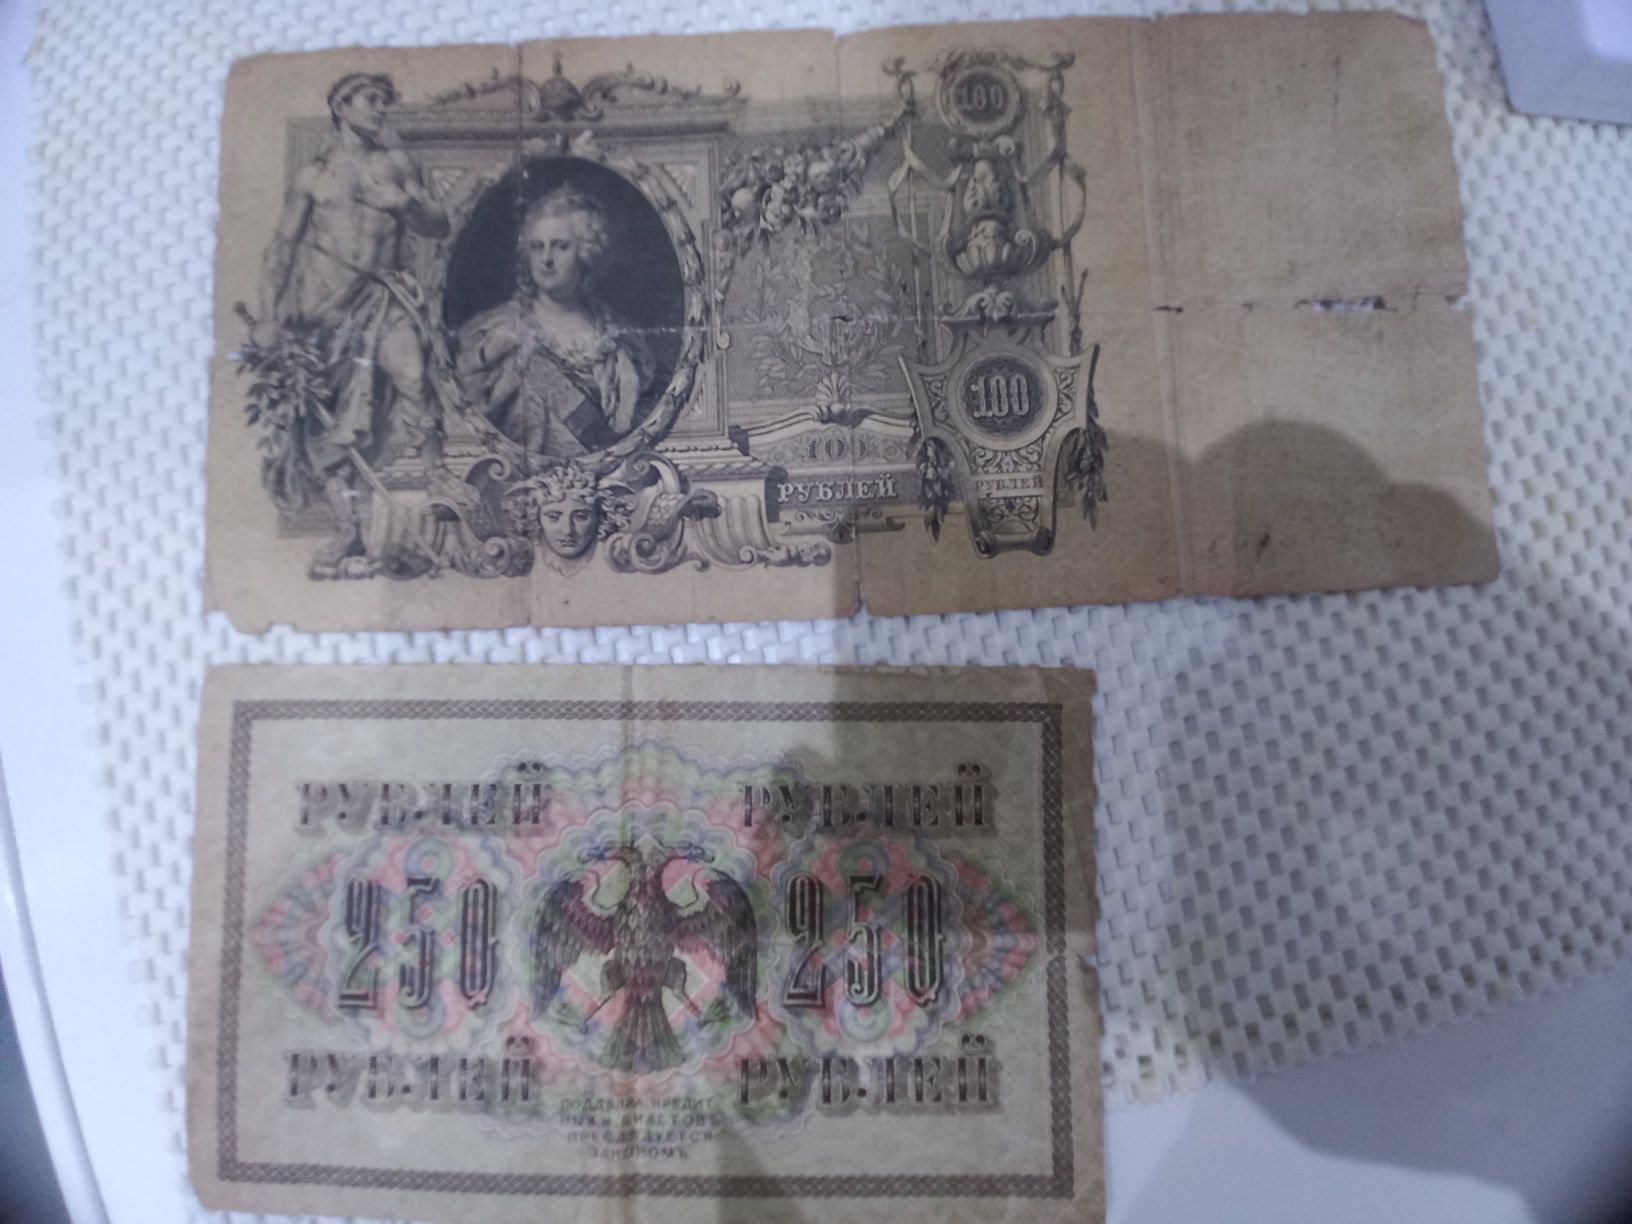 100
100
100
РУБЛЕЙ
РУБЛЕЙ
РУБЛЕЙ РУБЛЕЙ
250 250
РУБЛЕЙ РУБЛЕЙ
ПОДДѢЛКА КРЕДИТ
НЫХЪ БИЛЕТОВЪ
ПРЕСЛѢДУЕТСЯ
ЗАКОНОМЪ.